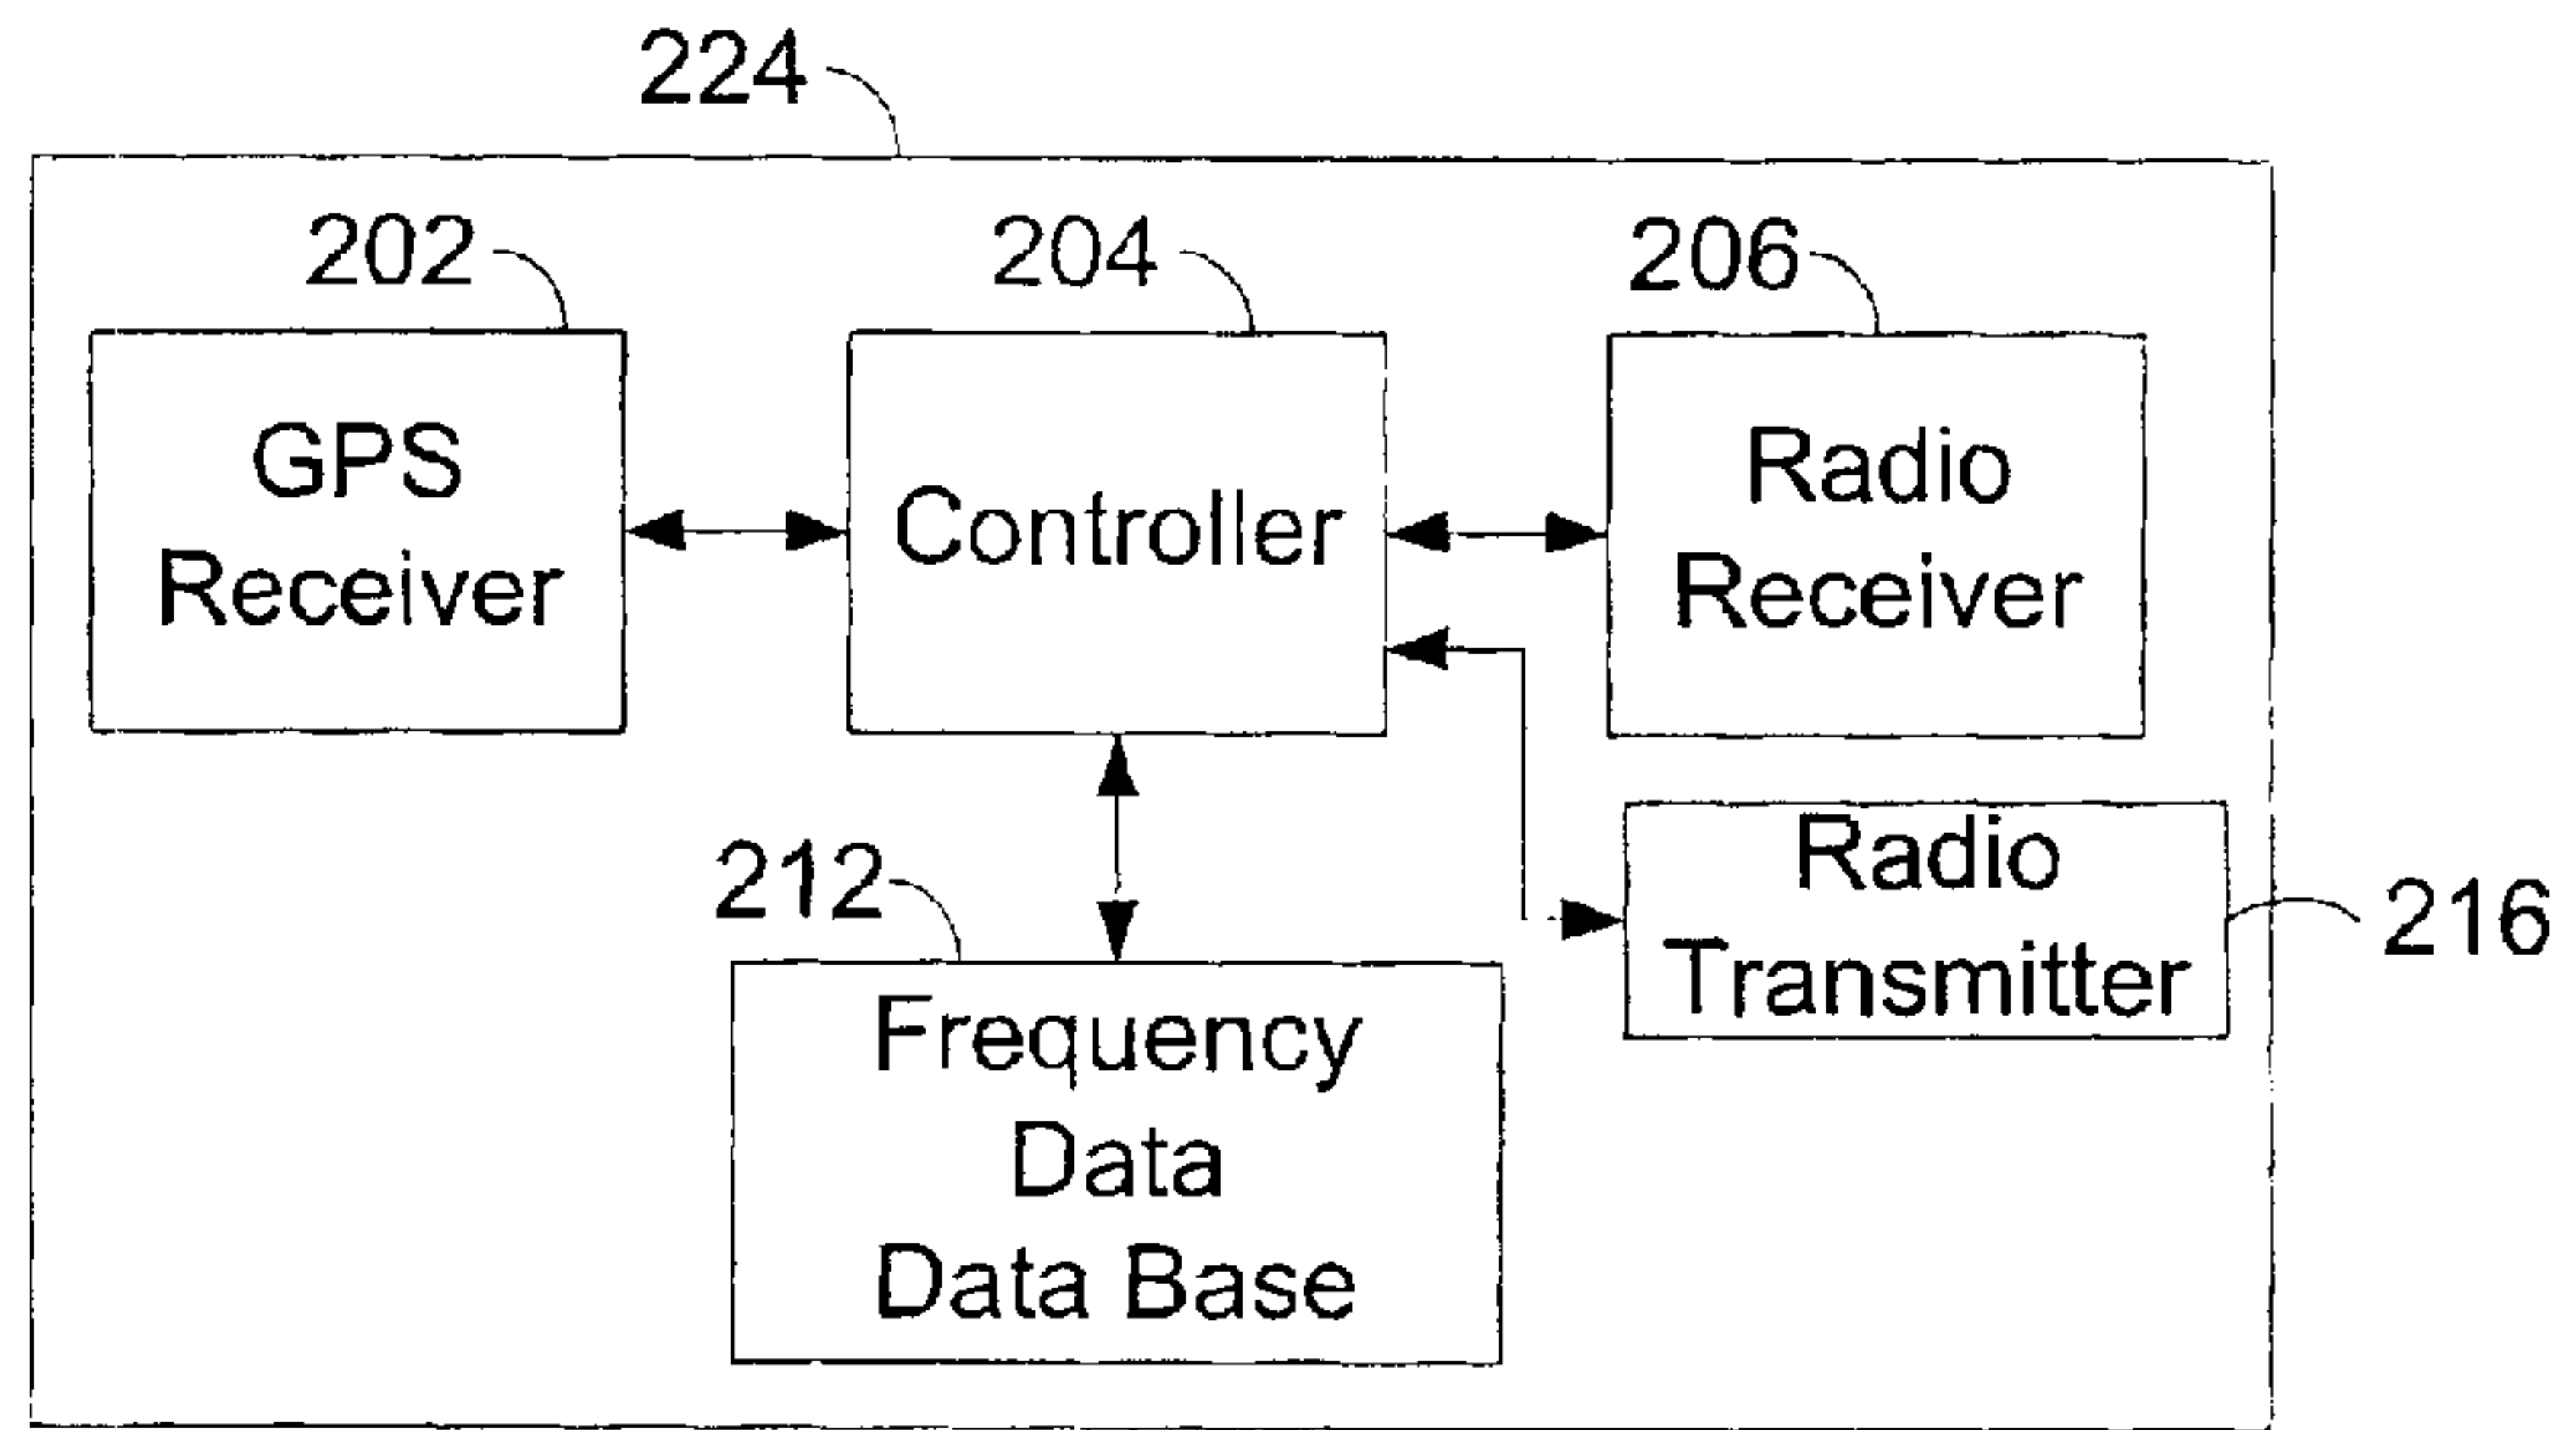 224
202
204
206
GPS
Receiver
Controller
Radio
Receiver
212
Frequency
Data
Data Base
Radio
Transmitter
216